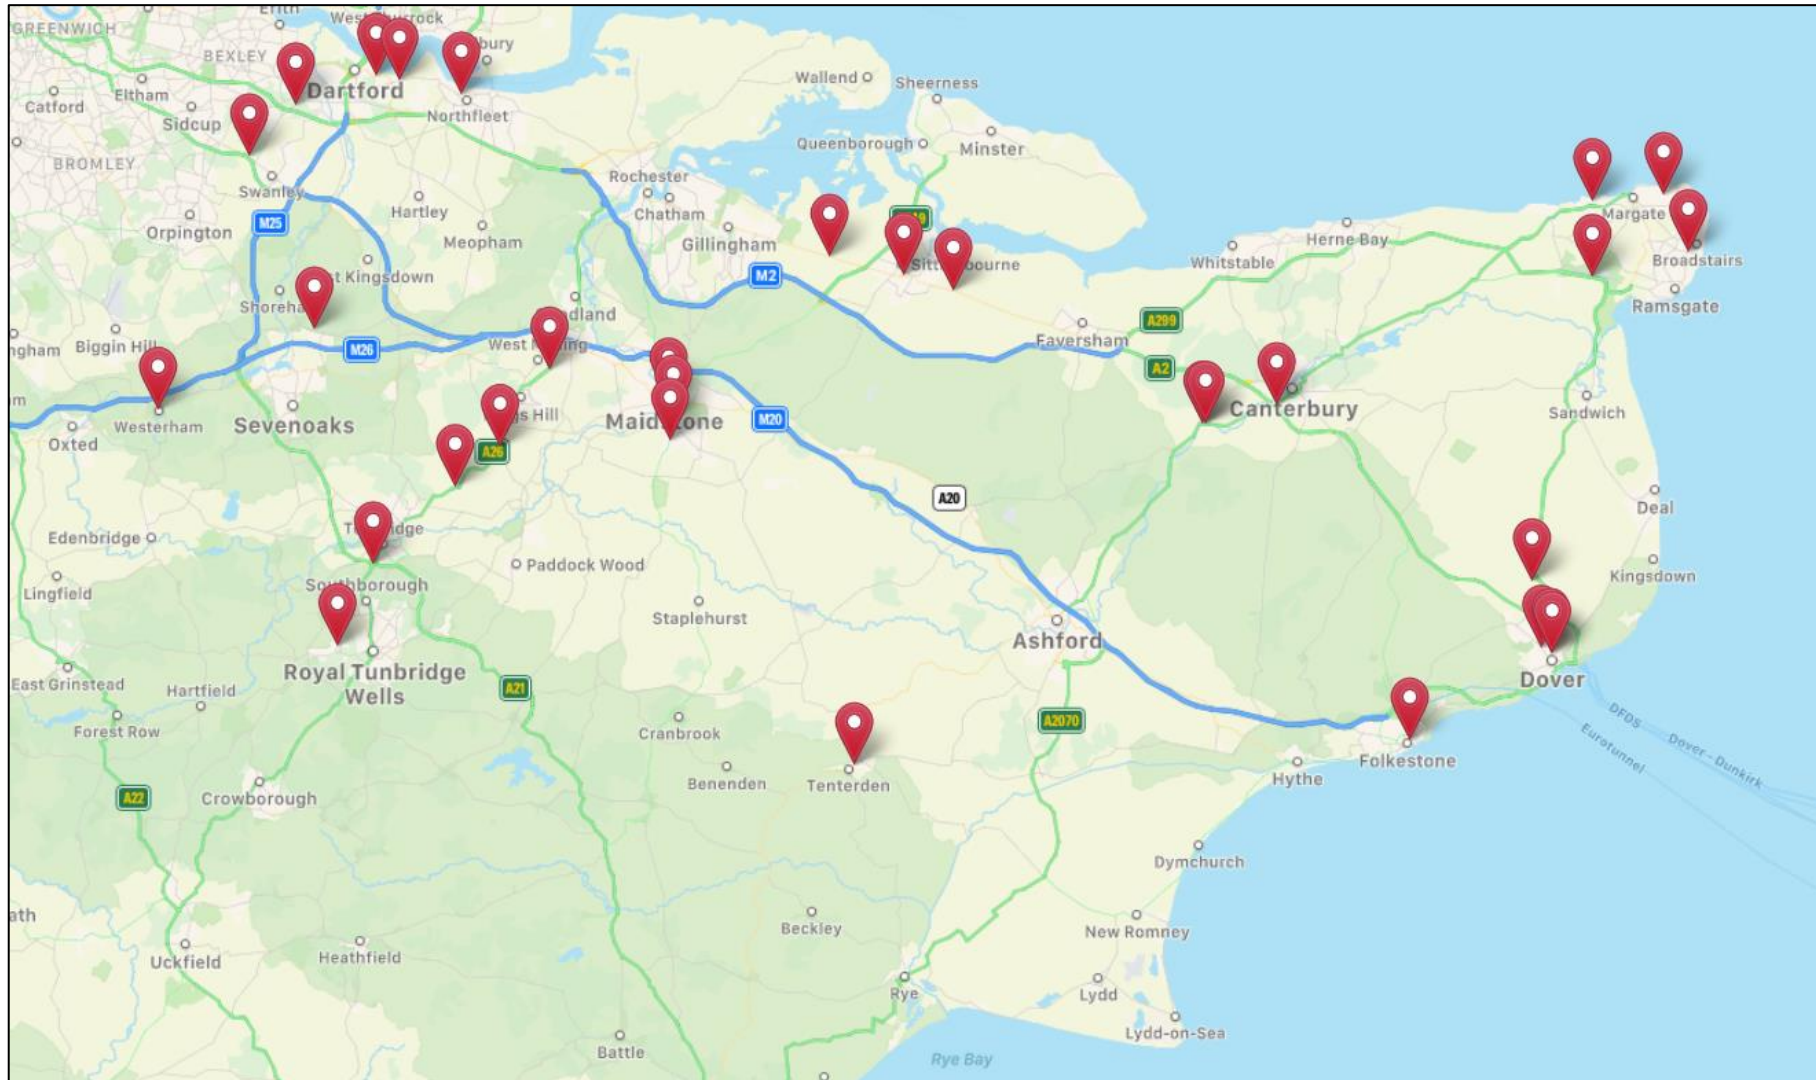 Erith
GREENWICH
BEXLEY
Wallend
Sheerness
Catford
Eltham
Dartford
Sidcup
Northfleet
Queenborough
Minster
BROMLEY
Rochester
Swanley
Hartley
Chatham
Margate
Orpington
M25
Meopham
Gillingham
Herne Bay
Whitstable
Broadstairs
M2
Kingsdown
Ramsgate
Biggin Hill
A299
Faversham
M26
West
A2
Westerham
Sevenoaks
Hill
M20
Canterbury
Sandwich
Oxted
A26
A20
Deal
Edenbridge
Paddock Wood
Kingsdown
Lingfield
Southborough
Staplehurst
Ashford
East Grinstead
Hartfield
Royal Tunbridge
Wells
A21
Dover
Forest Row
Cranbrook
A2070
DFDS
Eurotunnel
Dover - Dunkirk
Folkestone
Hythe
A22
Crowborough
Benenden
Tenterden
Dymchurch
Beckley
New Romney
Uckfield
Heathfield
Rye
Lydd
Lydd-on-Sea
Battle
Rye Bay